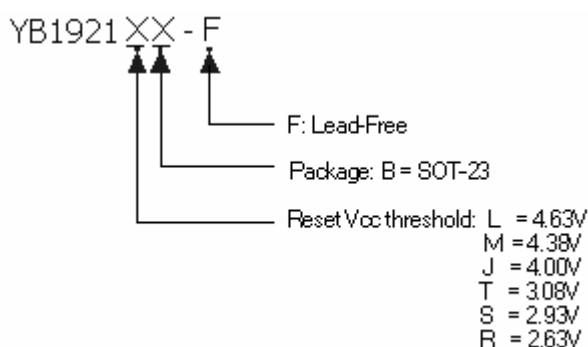 YB1921XX-F
F: Lead-Free
Package: B = SOT-23
Reset Vcc threshold: L = 4.63V
M = 4.38V
J = 4.00V
T = 3.08V
S = 2.93V
R = 2.63V